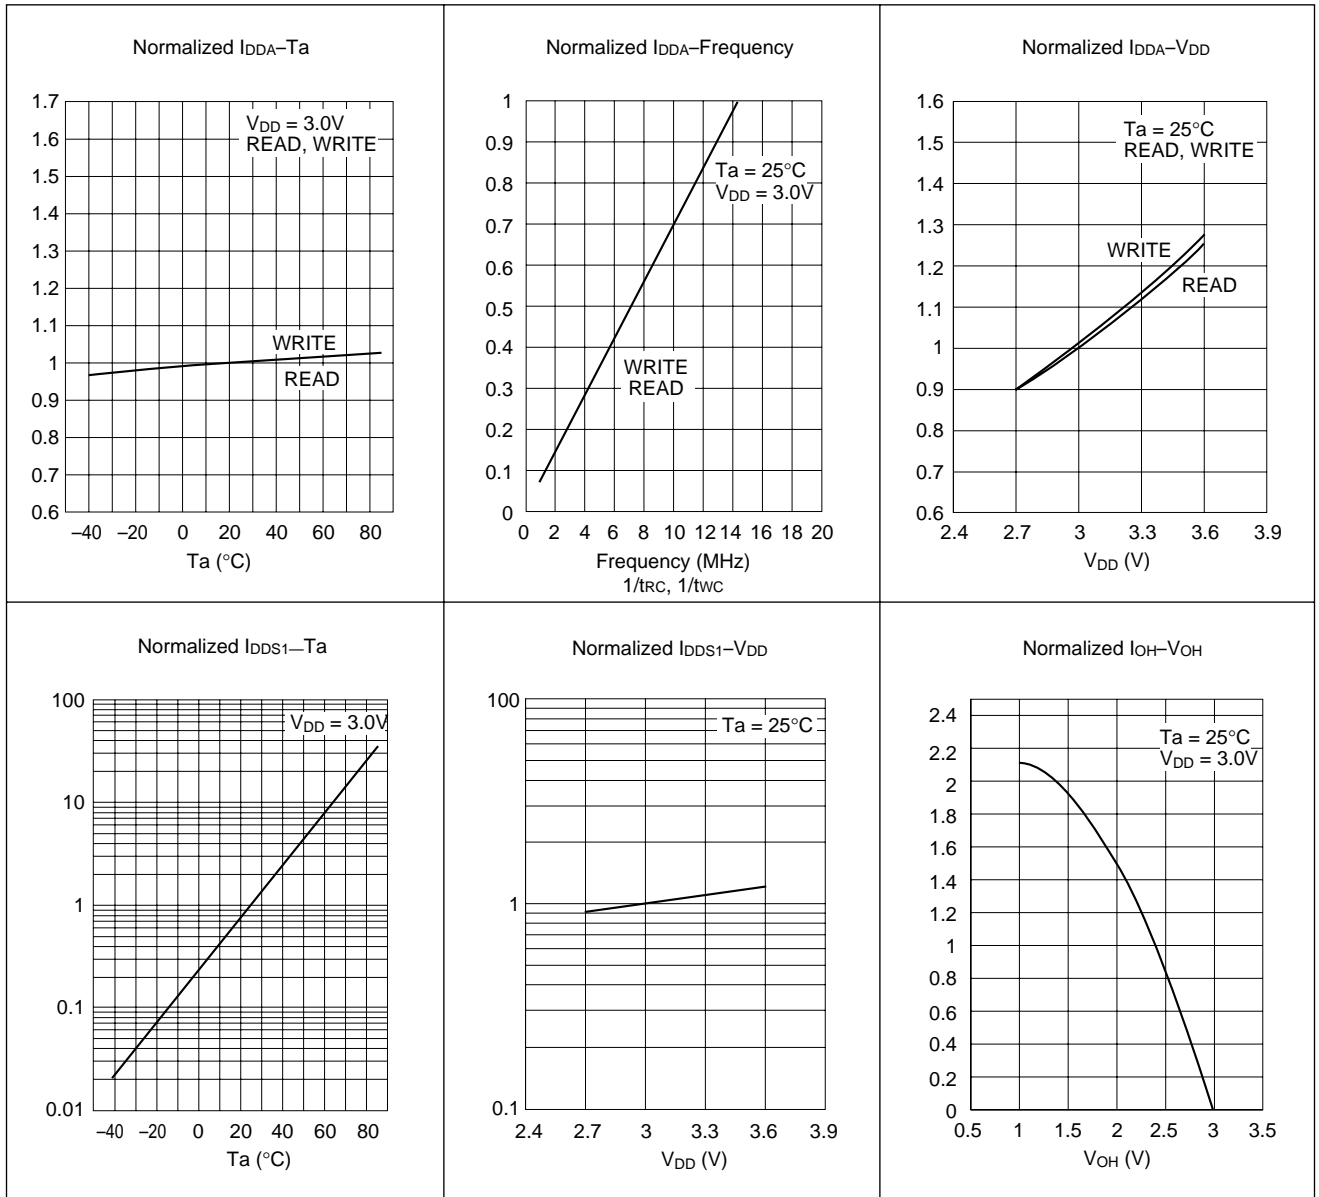 Normalized IDDA–Ta
1.7
1.6
1.5
1.4
1.3
1.2
1.1
1
0.9
0.8
0.7
0.6
VDD = 3.0V
READ, WRITE
WRITE
READ
–40 –20 0 20 40 60 80
Ta (°C)
Normalized IDDA–Frequency
1
0.9
0.8
0.7
0.6
0.5
0.4
0.3
0.2
0.1
0
Ta = 25°C
VDD = 3.0V
WRITE
READ
0 2 4 6 8 10 12 14 16 18 20
Frequency (MHz)
1/tRC, 1/tWC
Normalized IDDA–VDD
1.6
1.5
1.4
1.3
1.2
1.1
1
0.9
0.8
0.7
0.6
Ta = 25°C
READ, WRITE
WRITE
READ
2.4 2.7 3 3.3 3.6 3.9
VDD (V)
Normalized IDDS1—Ta
100
10
1
0.1
0.01
VDD = 3.0V
–40 –20 0 20 40 60 80
Ta (°C)
Normalized IDDS1–VDD
100
1
0.1
Ta = 25°C
2.4 2.7 3 3.3 3.6 3.9
VDD (V)
Normalized IOH–VOH
2.4
2.2
2
1.8
1.6
1.4
1.2
1
0.8
0.6
0.4
0.2
0
Ta = 25°C
VDD = 3.0V
0.5 1 1.5 2 2.5 3 3.5
VOH (V)